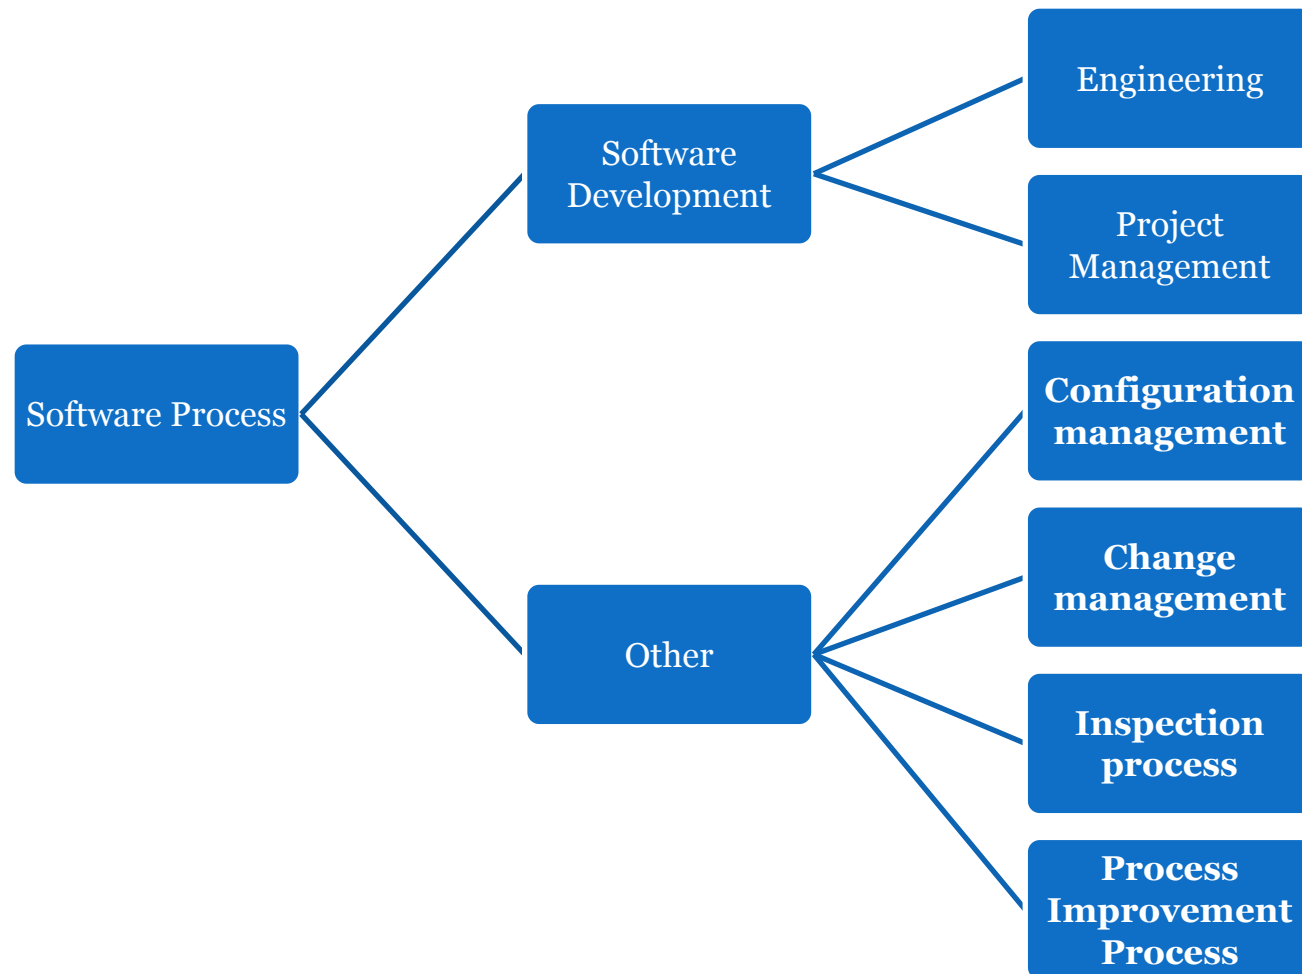 Engineering
Software
Development
Project
Management
Software Process
Configuration
management
Change
management
Other
Inspection
process
Process
Improvement
Process